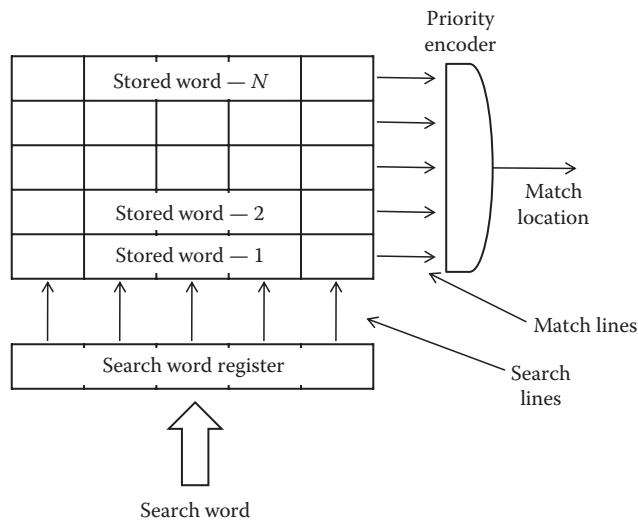 Priority
encoder
Stored word — N
Stored word — 2
Stored word — 1
Match
location
Match lines
Search word register
Search
lines
Search word